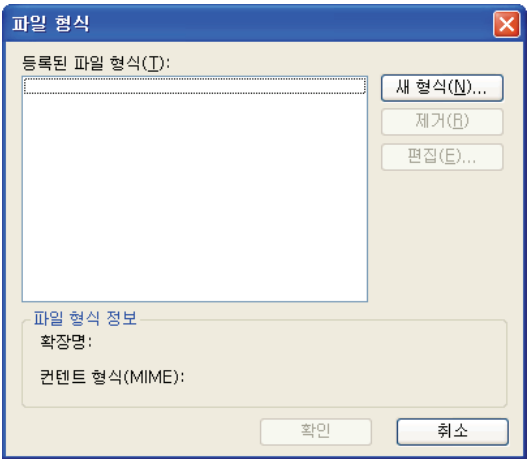 파일 형식
등록된 파일 형식(T):
새 형식(N)...
제거(R)
편집(E)...
파일 형식 정보
확장명:
컨텐트 형식(MIME):
확인
취소